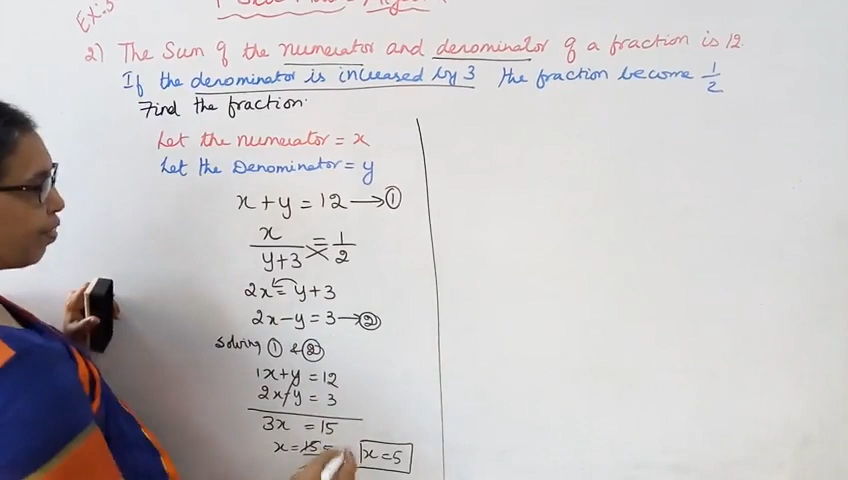 Ex:5
2) The Sum of the numerator and denominator of a fraction is 12.
If the denominator is increased by 3 the fraction become 1/2
Find the fraction.
Let the numerator = x
Let the Denominator = y
x + y = 12 → ①
x/y+3 = 1/2
2x = y+3
2x - y = 3 → ②
Solving ① & ②
1x + y = 12
2x - y = 3
3x = 15
x = 15 =
x = 5